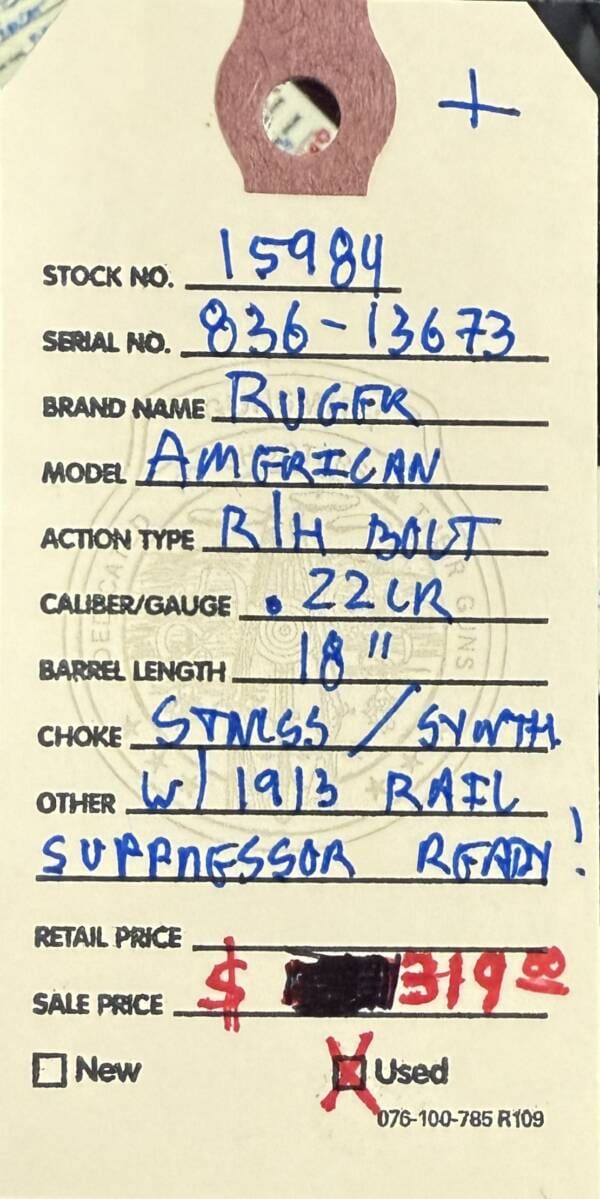 +
STOCK NO. 15984
SERIAL NO. 836-13673
BRAND NAME RUGER
MODEL AMERICAN
ACTION TYPE R/H BOLT
CALIBER/GAUGE .22LR
BARREL LENGTH 18"
CHOKE STNLSS / SYNTH.
OTHER W/ 1913 RAIL
SUPPRESSOR READY!
RETAIL PRICE
SALE PRICE $ 319.00
New Used
076-100-785 R109